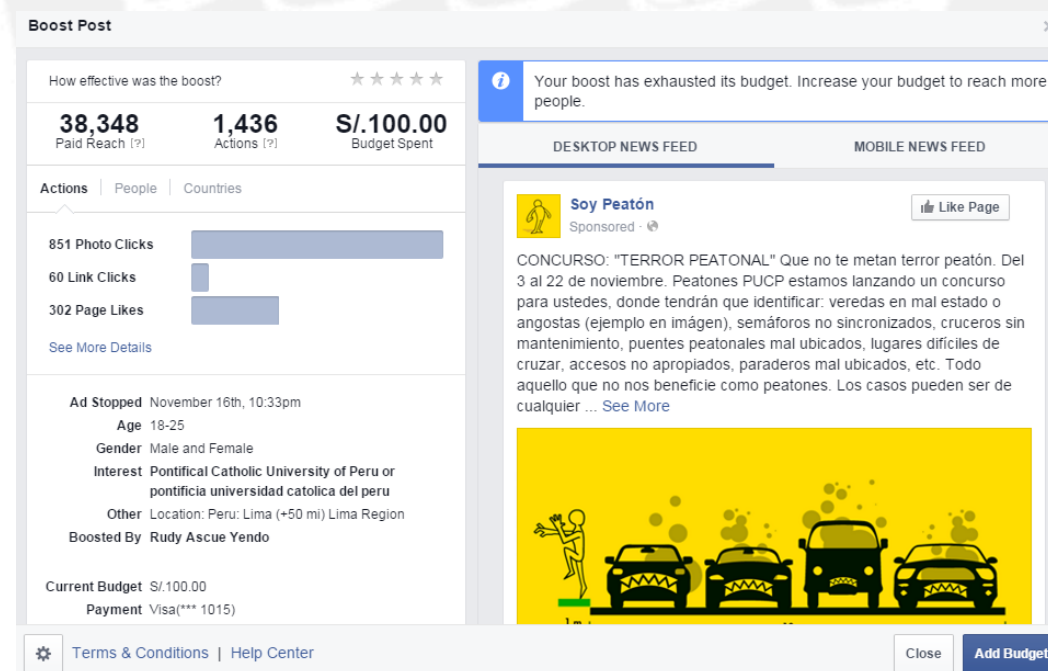 Boost Post
How effective was the boost?
38,348 1,436 S/.100.00
Paid Reach [?] Actions [?] Budget Spent
Actions People Countries
851 Photo Clicks
60 Link Clicks
302 Page Likes
See More Details
Ad Stopped November 16th, 10:33pm
Age 18-25
Gender Male and Female
Interest Pontifical Catholic University of Peru or
pontificia universidad catolica del peru
Other Location: Peru: Lima (+50 mi) Lima Region
Boosted By Rudy Ascue Yendo
Current Budget S/.100.00
Payment Visa(*** 1015)
Your boost has exhausted its budget. Increase your budget to reach more
people.
DESKTOP NEWS FEED MOBILE NEWS FEED
Soy Peatón
Like Page
Sponsored ·
CONCURSO: "TERROR PEATONAL" Que no te metan terror peatón. Del
3 al 22 de noviembre. Peatones PUCP estamos lanzando un concurso
para ustedes, donde tendrán que identificar: veredas en mal estado o
angostas (ejemplo en imágen), semáforos no sincronizados, cruceros sin
mantenimiento, puentes peatonales mal ubicados, lugares difíciles de
cruzar, accesos no apropiados, paraderos mal ubicados, etc. Todo
aquello que no nos beneficie como peatones. Los casos pueden ser de
cualquier ... See More
1m
Terms & Conditions | Help Center
Close Add Budget